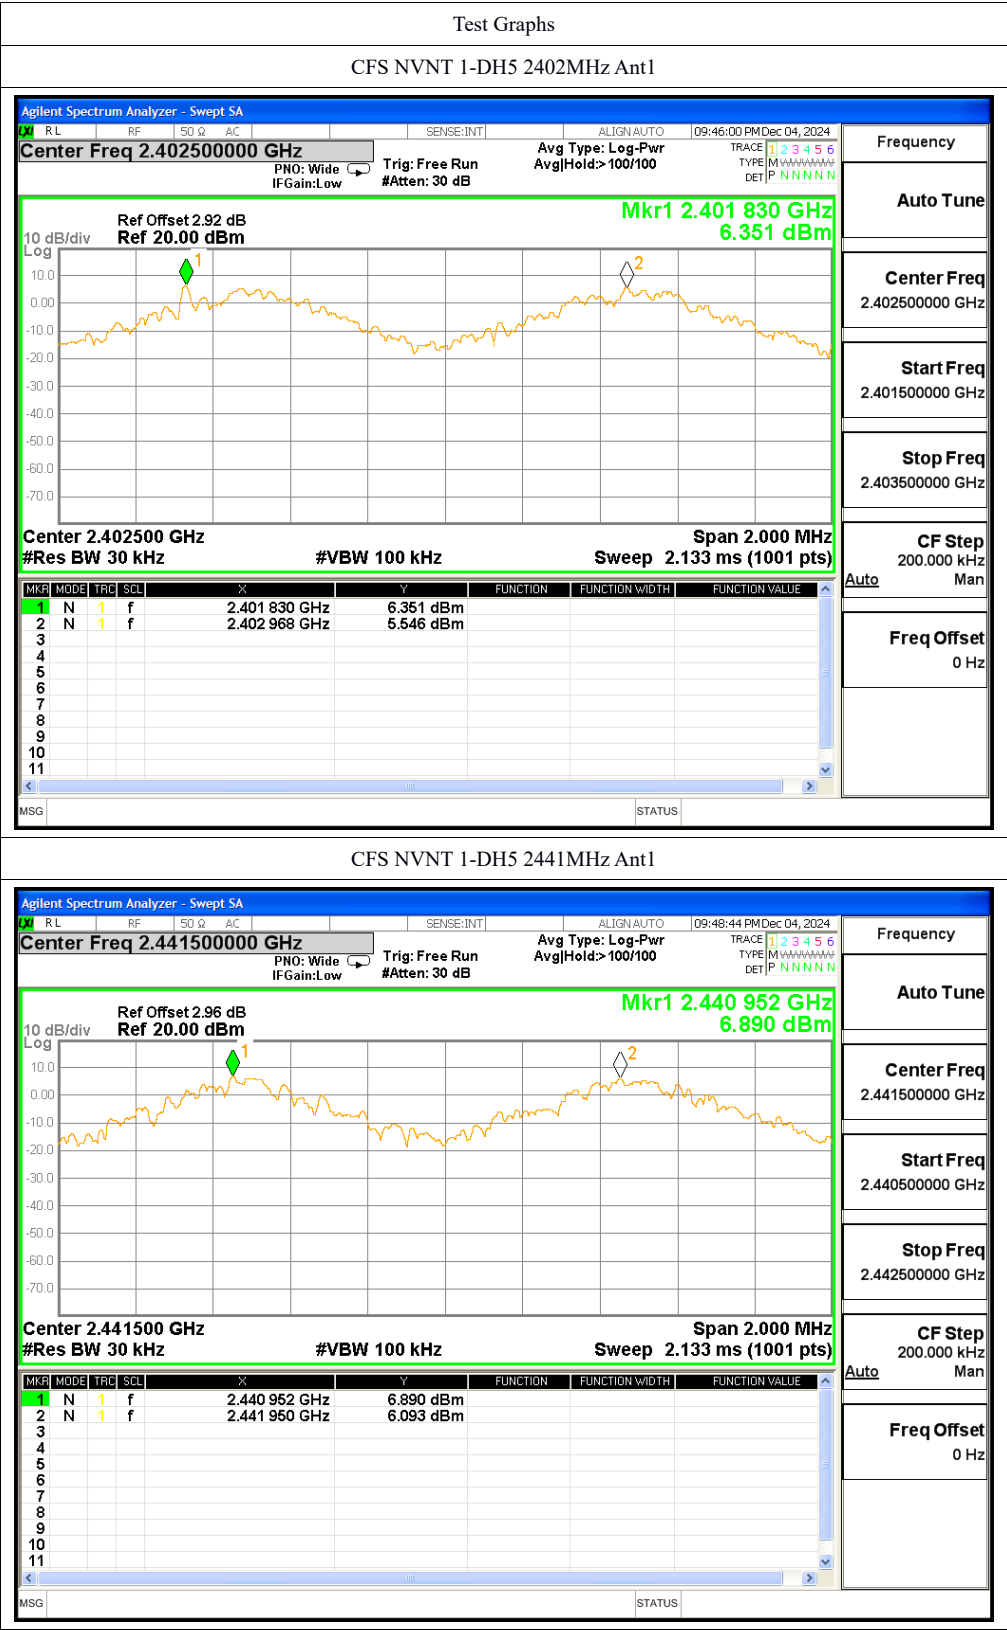 Test Graphs
CFS NVNT 1-DH5 2402MHz Ant1
Agilent Spectrum Analyzer - Swept SA
LXI RL RF 50 Ω AC SENSE:INT ALIGN AUTO 09:46:00 PM Dec 04, 2024
Center Freq 2.402500000 GHz
PNO: Wide
IFGain:Low
Trig: Free Run
#Atten: 30 dB
Avg Type: Log-Pwr
Avg|Hold:>100/100
TRACE 1 2 3 4 5 6
TYPE M WWWWW
DET P N N N N N
Ref Offset 2.92 dB
Ref 20.00 dBm
10 dB/div
Log
Mkr1 2.401 830 GHz
6.351 dBm
1
2
10.0
0.00
-10.0
-20.0
-30.0
-40.0
-50.0
-60.0
-70.0
Center 2.402500 GHz
Span 2.000 MHz
#Res BW 30 kHz
#VBW 100 kHz
Sweep 2.133 ms (1001 pts)
MKR MODE TRC SCL X Y FUNCTION FUNCTION WIDTH FUNCTION VALUE
1 N 1 f 2.401 830 GHz 6.351 dBm
2 N 1 f 2.402 968 GHz 5.546 dBm
3
4
5
6
7
8
9
10
11
MSG STATUS
Frequency
Auto Tune
Center Freq
2.402500000 GHz
Start Freq
2.401500000 GHz
Stop Freq
2.403500000 GHz
CF Step
200.000 kHz
Auto Man
Freq Offset
0 Hz
CFS NVNT 1-DH5 2441MHz Ant1
Agilent Spectrum Analyzer - Swept SA
LXI RL RF 50 Ω AC SENSE:INT ALIGN AUTO 09:48:44 PM Dec 04, 2024
Center Freq 2.441500000 GHz
PNO: Wide
IFGain:Low
Trig: Free Run
#Atten: 30 dB
Avg Type: Log-Pwr
Avg|Hold:>100/100
TRACE 1 2 3 4 5 6
TYPE M WWWWW
DET P N N N N N
Ref Offset 2.96 dB
Ref 20.00 dBm
10 dB/div
Log
Mkr1 2.440 952 GHz
6.890 dBm
1
2
10.0
0.00
-10.0
-20.0
-30.0
-40.0
-50.0
-60.0
-70.0
Center 2.441500 GHz
Span 2.000 MHz
#Res BW 30 kHz
#VBW 100 kHz
Sweep 2.133 ms (1001 pts)
MKR MODE TRC SCL X Y FUNCTION FUNCTION WIDTH FUNCTION VALUE
1 N 1 f 2.440 952 GHz 6.890 dBm
2 N 1 f 2.441 950 GHz 6.093 dBm
3
4
5
6
7
8
9
10
11
MSG STATUS
Frequency
Auto Tune
Center Freq
2.441500000 GHz
Start Freq
2.440500000 GHz
Stop Freq
2.442500000 GHz
CF Step
200.000 kHz
Auto Man
Freq Offset
0 Hz